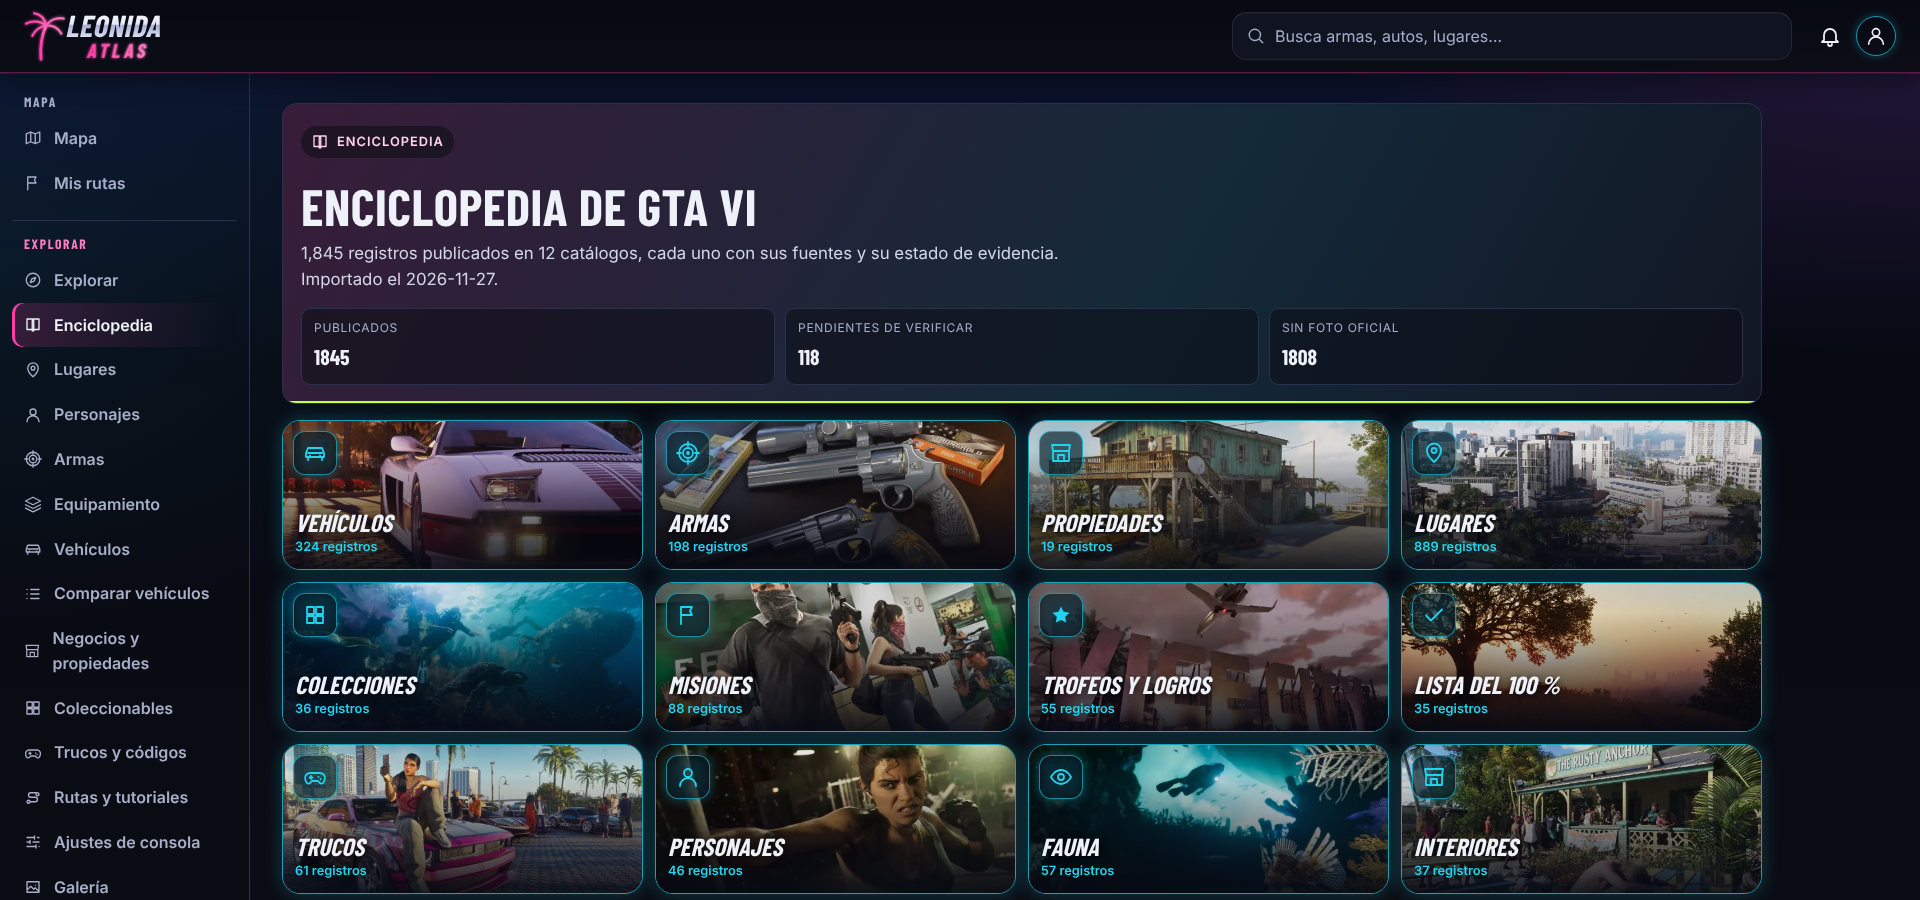 LEONIDA
ATLAS
Busca armas, autos, lugares...
MAPA
Mapa
Mis rutas
EXPLORAR
Explorar
Enciclopedia
Lugares
Personajes
Armas
Equipamiento
Vehículos
Comparar vehículos
Negocios y
propiedades
Coleccionables
Trucos y códigos
Rutas y tutoriales
Ajustes de consola
Galería
ENCICLOPEDIA
ENCICLOPEDIA DE GTA VI
1,845 registros publicados en 12 catálogos, cada uno con sus fuentes y su estado de evidencia.
Importado el 2026-11-27.
PUBLICADOS
1845
PENDIENTES DE VERIFICAR
118
SIN FOTO OFICIAL
1808
VEHÍCULOS
324 registros
ARMAS
198 registros
PROPIEDADES
19 registros
LUGARES
889 registros
COLECCIONES
36 registros
MISIONES
88 registros
TROFEOS Y LOGROS
55 registros
LISTA DEL 100 %
35 registros
TRUCOS
61 registros
PERSONAJES
46 registros
FAUNA
57 registros
THE RUSTY ANCHOR
INTERIORES
37 registros